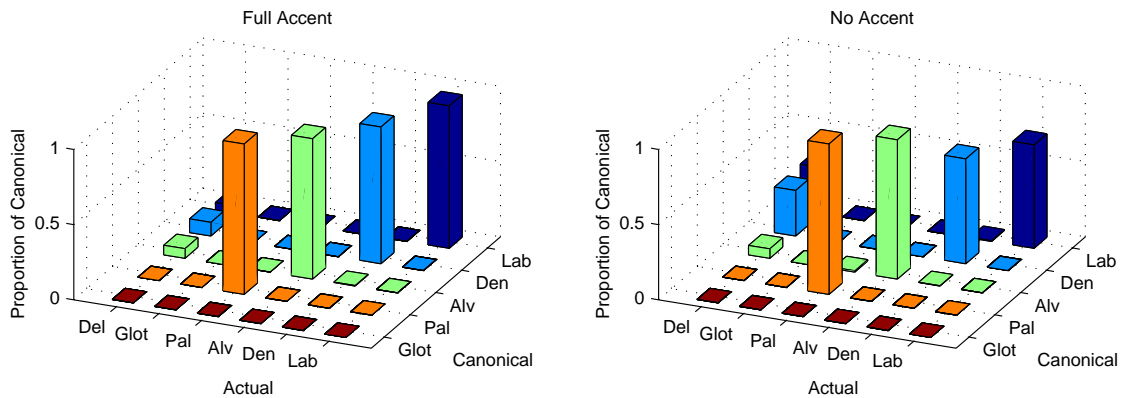 Full Accent
Proportion of Canonical
1
0.5
0
Del
Glot
Pal
Alv
Den
Lab
Actual
Glot
Pal
Alv
Den
Lab
Canonical
No Accent
Proportion of Canonical
1
0.5
0
Del
Glot
Pal
Alv
Den
Lab
Actual
Glot
Pal
Alv
Den
Lab
Canonical